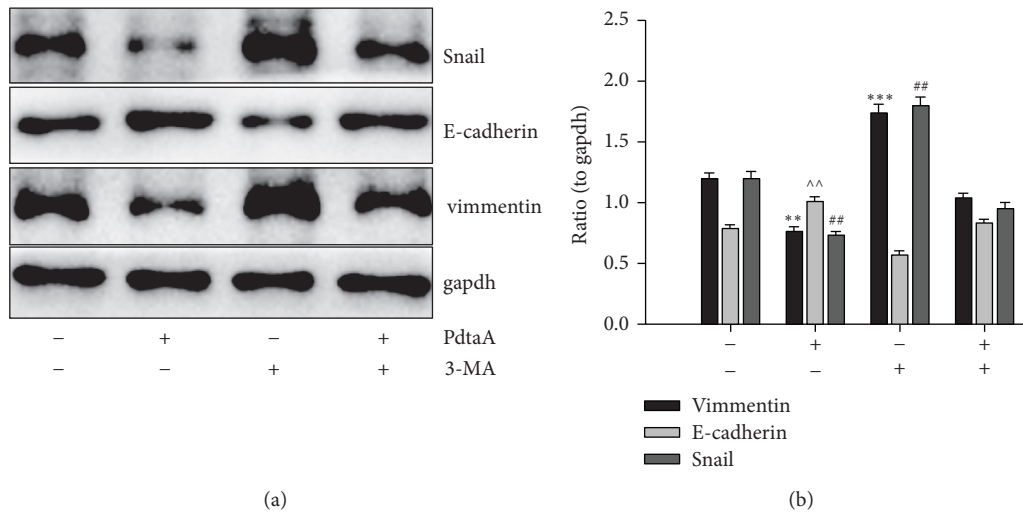 Snail
E-cadherin
vimmentin
gapdh
− + − + PdtaA
− − + + 3-MA
(a)
2.5
2.0
1.5
1.0
0.5
0.0
Ratio (to gapdh)
** ^^ ## *** ##
− + − +
− − + +
Vimmentin
E-cadherin
Snail
(b)